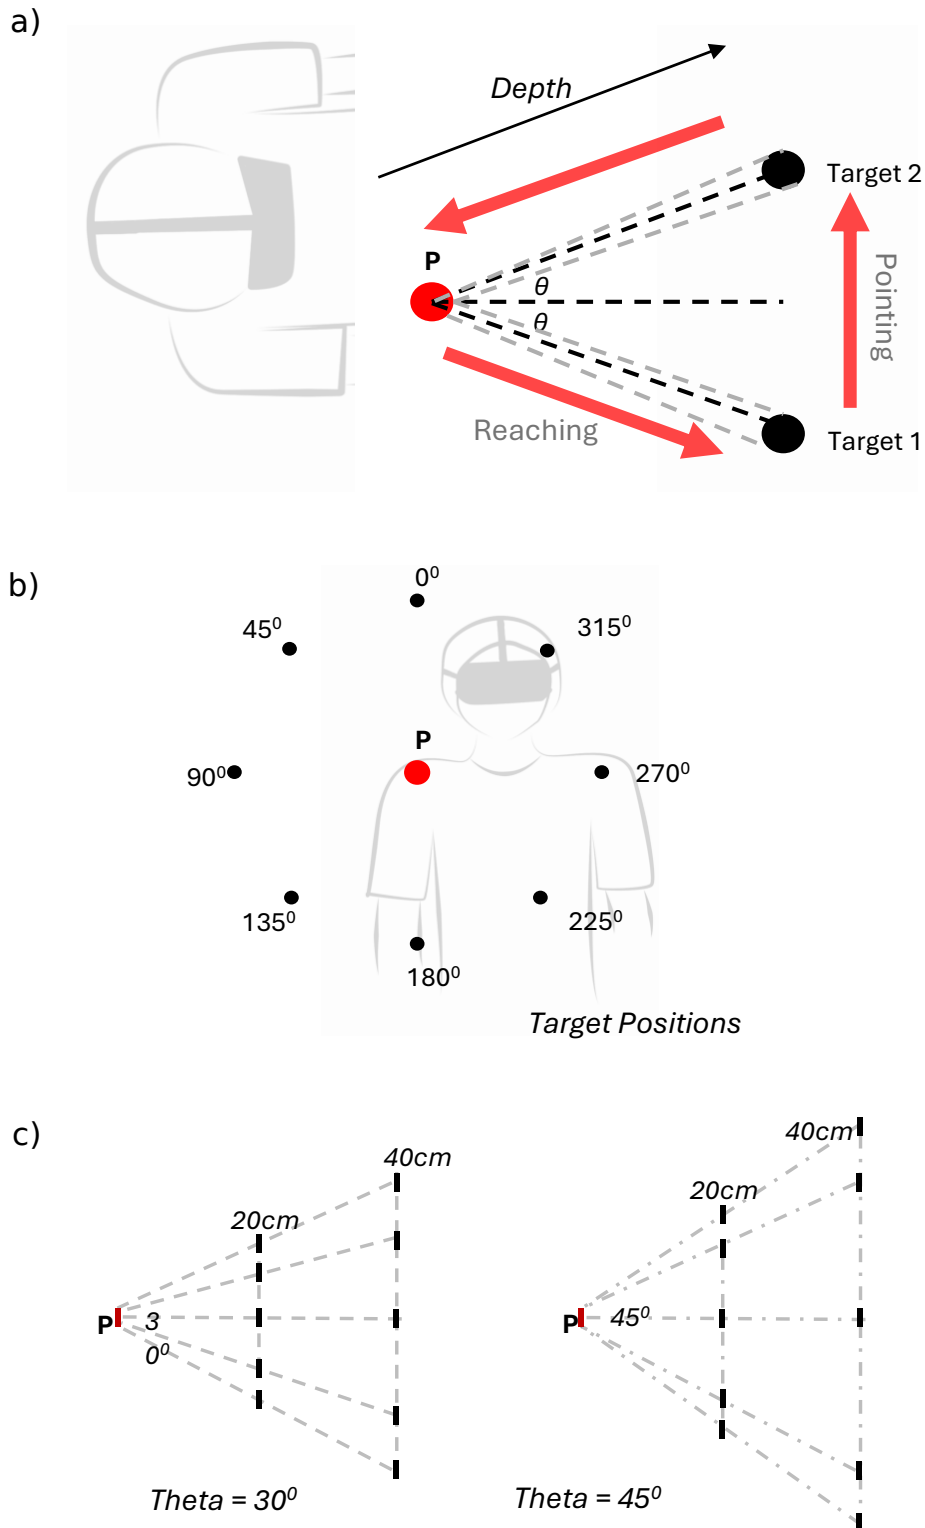 a)
Depth
Target 2
P
θ
θ
Pointing
Reaching
Target 1
b)
0⁰
45⁰
315⁰
P
90⁰
270⁰
135⁰
225⁰
180⁰
Target Positions
c)
40cm
20cm
P
3
0⁰
Theta = 30⁰
40cm
20cm
P
45⁰
Theta = 45⁰